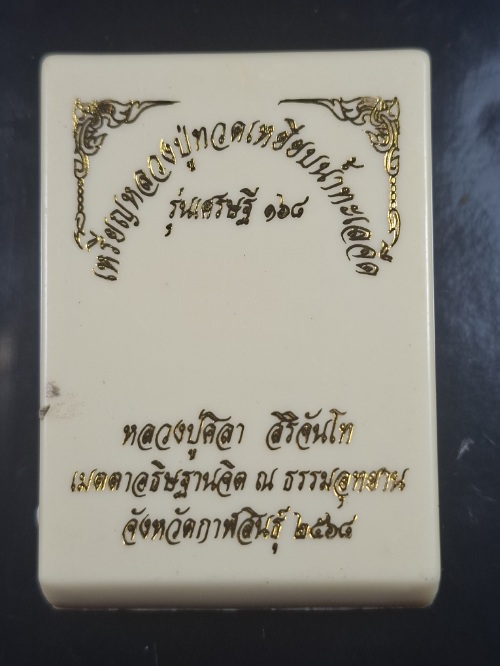 เหรียญหลวงปู่ทวดเหยียบน้ำทะเลจืด
รุ่นเศรษฐี ๑๖๘
หลวงปู่ศิลา สิริจันโท
เมตตาอธิษฐานจิต ณ ธรรมอุทยาน
จังหวัดกาฬสินธุ์ ๒๕๖๘